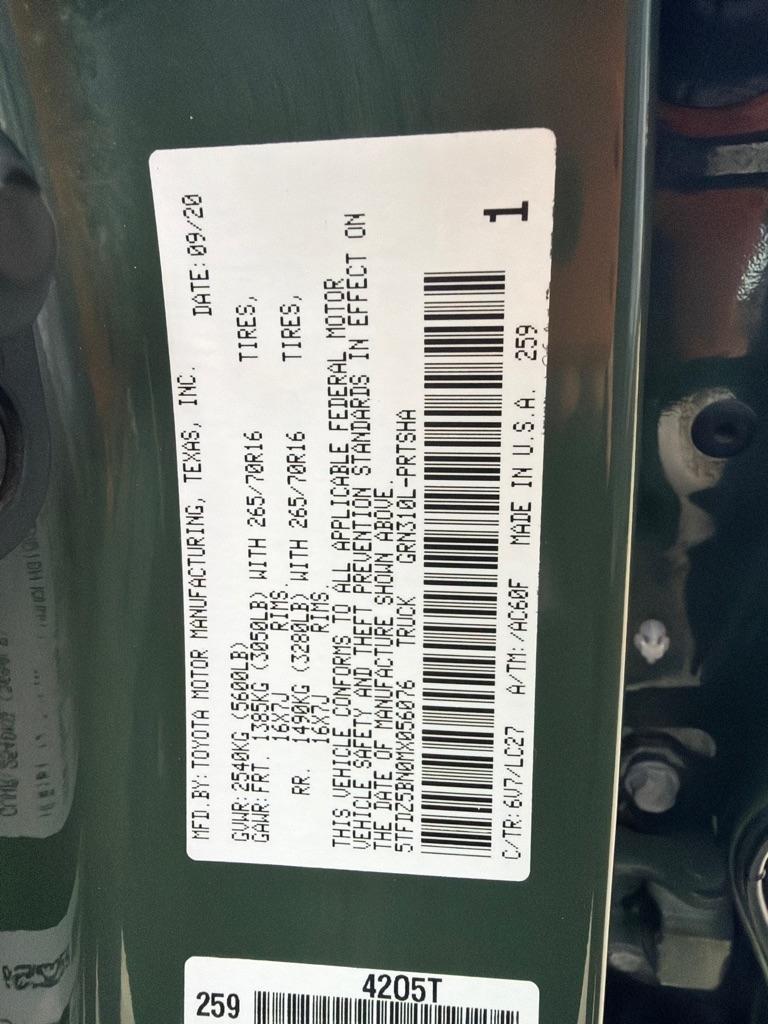 MFD.BY:TOYOTA MOTOR MANUFACTURING, TEXAS, INC. DATE:09/20
GVWR:2540KG (5600LB)
GAWR:FRT. 1385KG (3050LB) WITH 265/70R16 TIRES,
16X7J RIMS.
RR. 1490KG (3280LB) WITH 265/70R16 TIRES,
16X7J RIMS.
THIS VEHICLE CONFORMS TO ALL APPLICABLE FEDERAL MOTOR
VEHICLE SAFETY AND THEFT PREVENTION STANDARDS IN EFFECT ON
THE DATE OF MANUFACTURE SHOWN ABOVE.
5TFDZ5BN0MX056076 TRUCK GRN310L-PRTSHA
1
C/TR:6V7/LC27 A/TM:/AC60F MADE IN U.S.A. 259
4205T
259